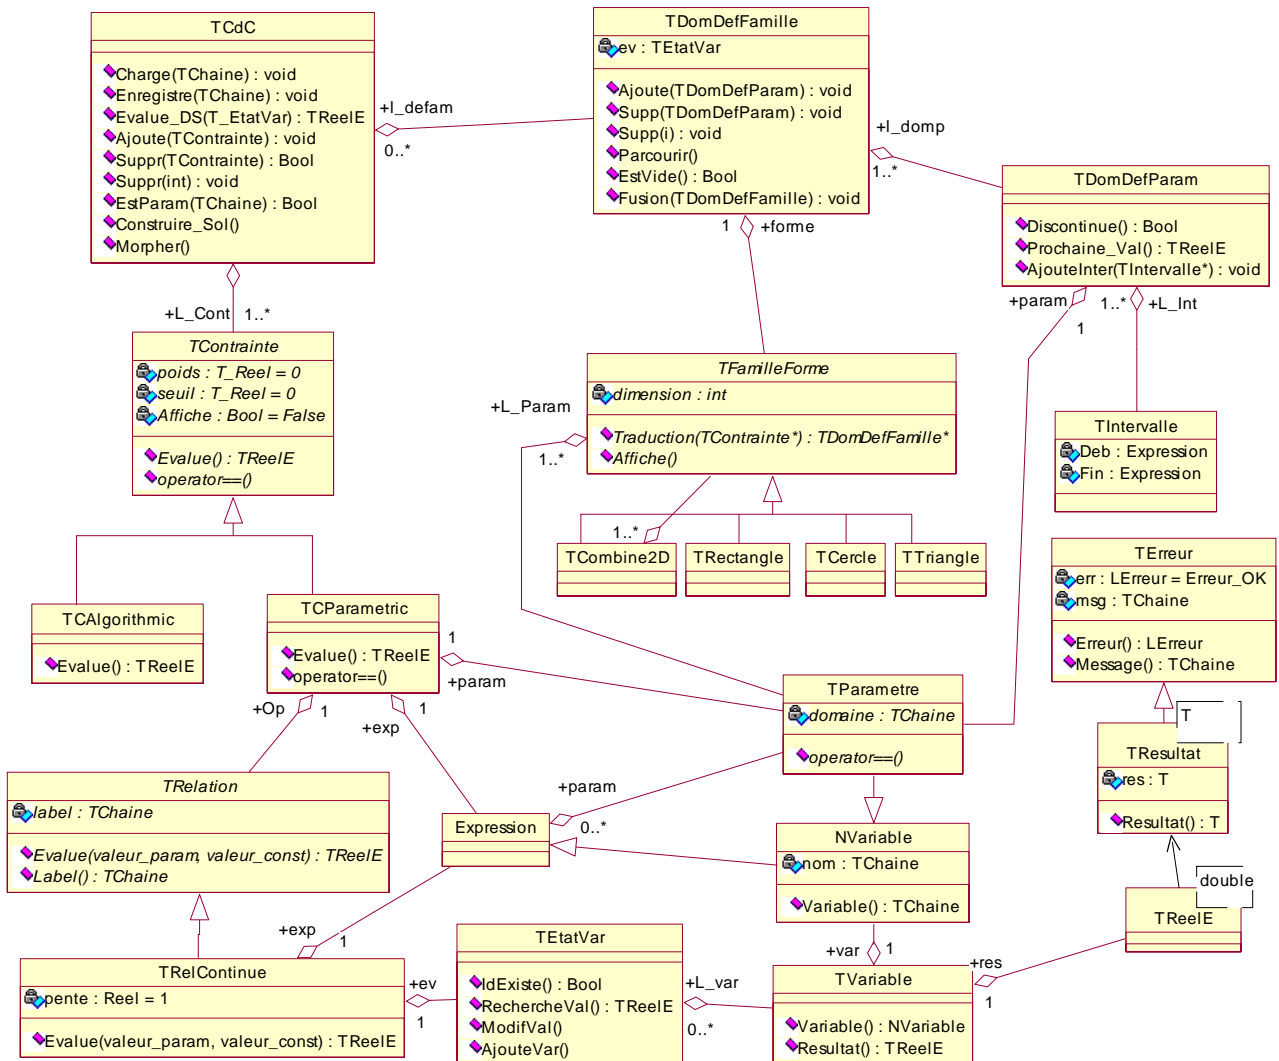 TCdC
Charge(TChaine) : void
Enregistre(TChaine) : void
Evalue_DS(T_EtatVar) : TReelE
Ajoute(TContrainte) : void
Suppr(TContrainte) : Bool
Suppr(int) : void
EstParam(TChaine) : Bool
Construire_Sol()
Morpher()
+l_defam
0..*
TDomDefFamille
ev : TEtatVar
Ajoute(TDomDefParam) : void
Supp(TDomDefParam) : void
Supp(i) : void
Parcourir()
EstVide() : Bool
Fusion(TDomDefFamille) : void
+l_domp
1..*
TDomDefParam
Discontinue() : Bool
Prochaine_Val() : TReelE
AjouteInter(TIntervalle*) : void
1 +forme
+param
1
1..* +L_Int
+L_Cont 1..*
TContrainte
poids : T_Reel = 0
seuil : T_Reel = 0
Affiche : Bool = False
Evalue() : TReelE
operator==()
TFamilleForme
dimension : int
Traduction(TContrainte*) : TDomDefFamille*
Affiche()
+L_Param
1..*
TIntervalle
Deb : Expression
Fin : Expression
1..*
TCombine2D
TRectangle
TCercle
TTriangle
TErreur
err : LErreur = Erreur_OK
msg : TChaine
Erreur() : LErreur
Message() : TChaine
TCAlgorithmic
Evalue() : TReelE
TCParametric
Evalue() : TReelE
operator==()
1
+param
+Op 1
1
+exp
TParametre
domaine : TChaine
operator==()
T
TResultat
res : T
Resultat() : T
TRelation
label : TChaine
Evalue(valeur_param, valeur_const) : TReelE
Label() : TChaine
Expression
+param
0..*
NVariable
nom : TChaine
Variable() : TChaine
double
TReelE
+exp 1
TRelContinue
pente : Reel = 1
Evalue(valeur_param, valeur_const) : TReelE
+ev
1
TEtatVar
IdExiste() : Bool
RechercheVal() : TReelE
ModifVal()
AjouteVar()
+L_var
0..*
+var 1
TVariable
Variable() : NVariable
Resultat() : TReelE
+res
1